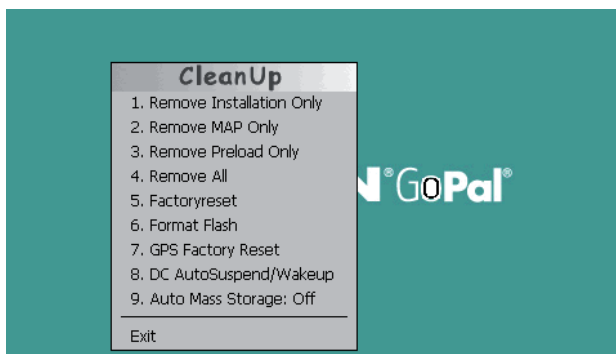 CleanUp
1. Remove Installation Only
2. Remove MAP Only
3. Remove Preload Only
4. Remove All
5. Factoryreset
6. Format Flash
7. GPS Factory Reset
8. DC AutoSuspend/Wakeup
9. Auto Mass Storage: Off
Exit
N® GoPal®